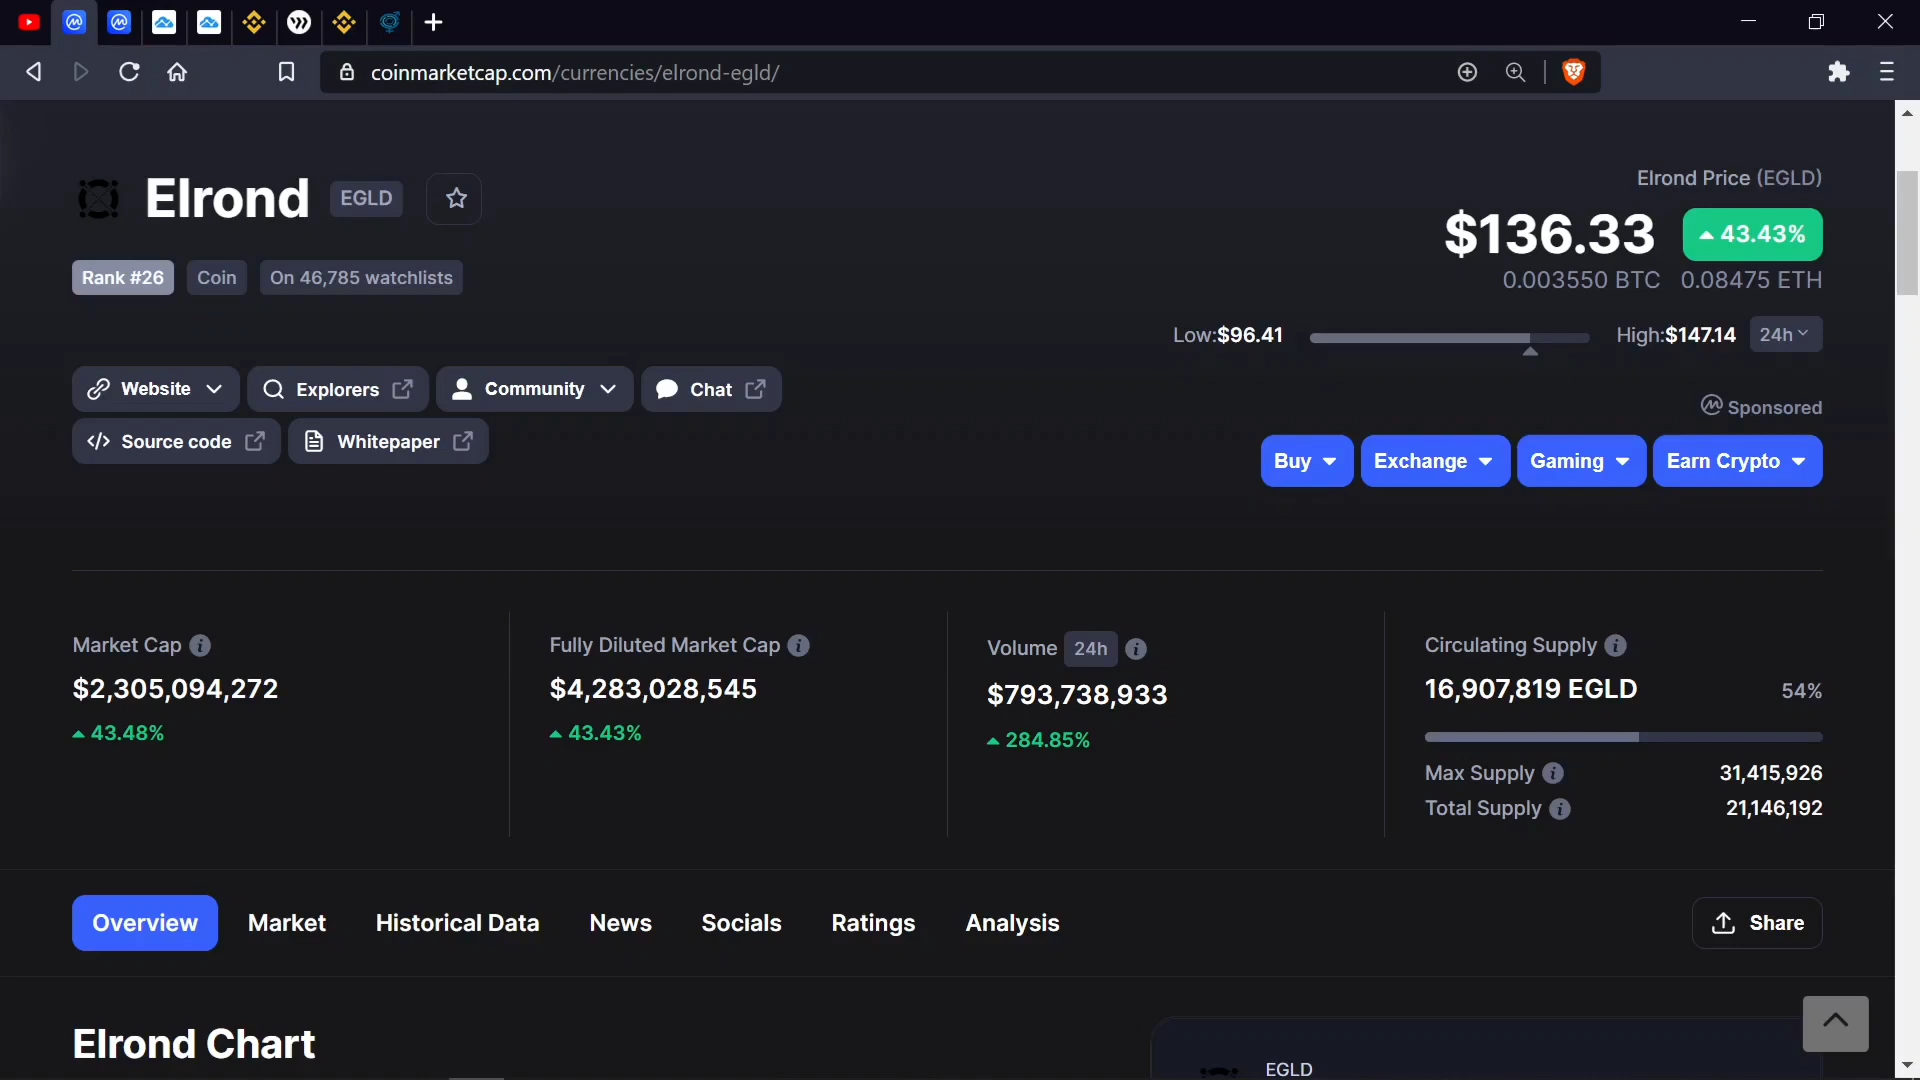 coinmarketcap.com/currencies/elrond-egld/
Elrond EGLD
Rank #26 Coin On 46,785 watchlists
Elrond Price (EGLD)
$136.33 43.43%
0.003550 BTC 0.08475 ETH
Low:$96.41 High:$147.14 24h
Website Explorers Community Chat
Source code Whitepaper
Sponsored
Buy Exchange Gaming Earn Crypto
Market Cap
$2,305,094,272
43.48%
Fully Diluted Market Cap
$4,283,028,545
43.43%
Volume 24h
$793,738,933
284.85%
Circulating Supply
16,907,819 EGLD 54%
Max Supply 31,415,926
Total Supply 21,146,192
Overview Market Historical Data News Socials Ratings Analysis Share
Elrond Chart
EGLD